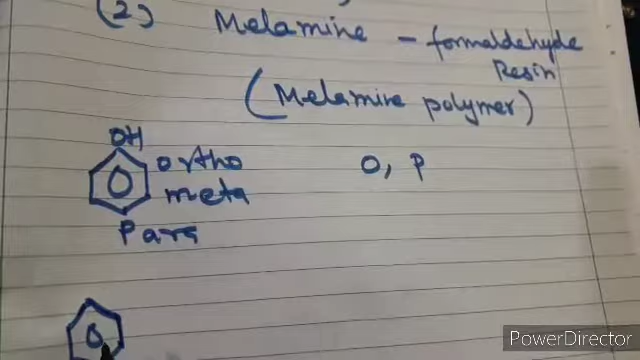 (2) Melamine - formaldehyde
Resin
(Melamine polymer)
OH
ortho O, P
meta
Para
PowerDirector